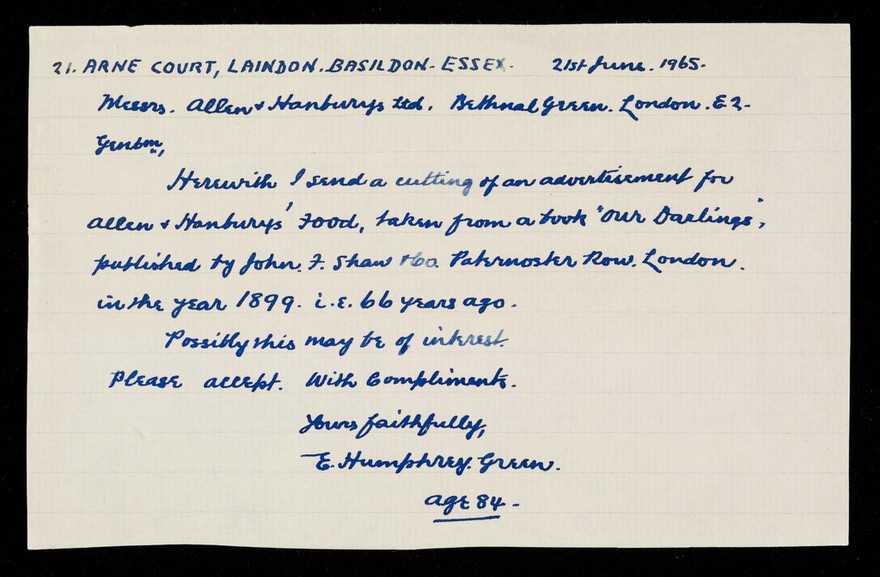 21. ARNE COURT, LAINDON. BASILDON. ESSEX. 21st June. 1965.
Messrs. Allen & Hanburys Ltd. Bethnal Green. London. E2.
Gentmn,
Herewith I send a cutting of an advertisement for
Allen & Hanburys' Food, taken from a book "Our Darlings",
published by John. F. Shaw & Co. Paternoster Row. London.
in the year 1899. i.e. 66 years ago.
Possibly this may be of interest.
Please accept. With Compliments.
Yours faithfully,
E. Humphrey. Green.
age 84.